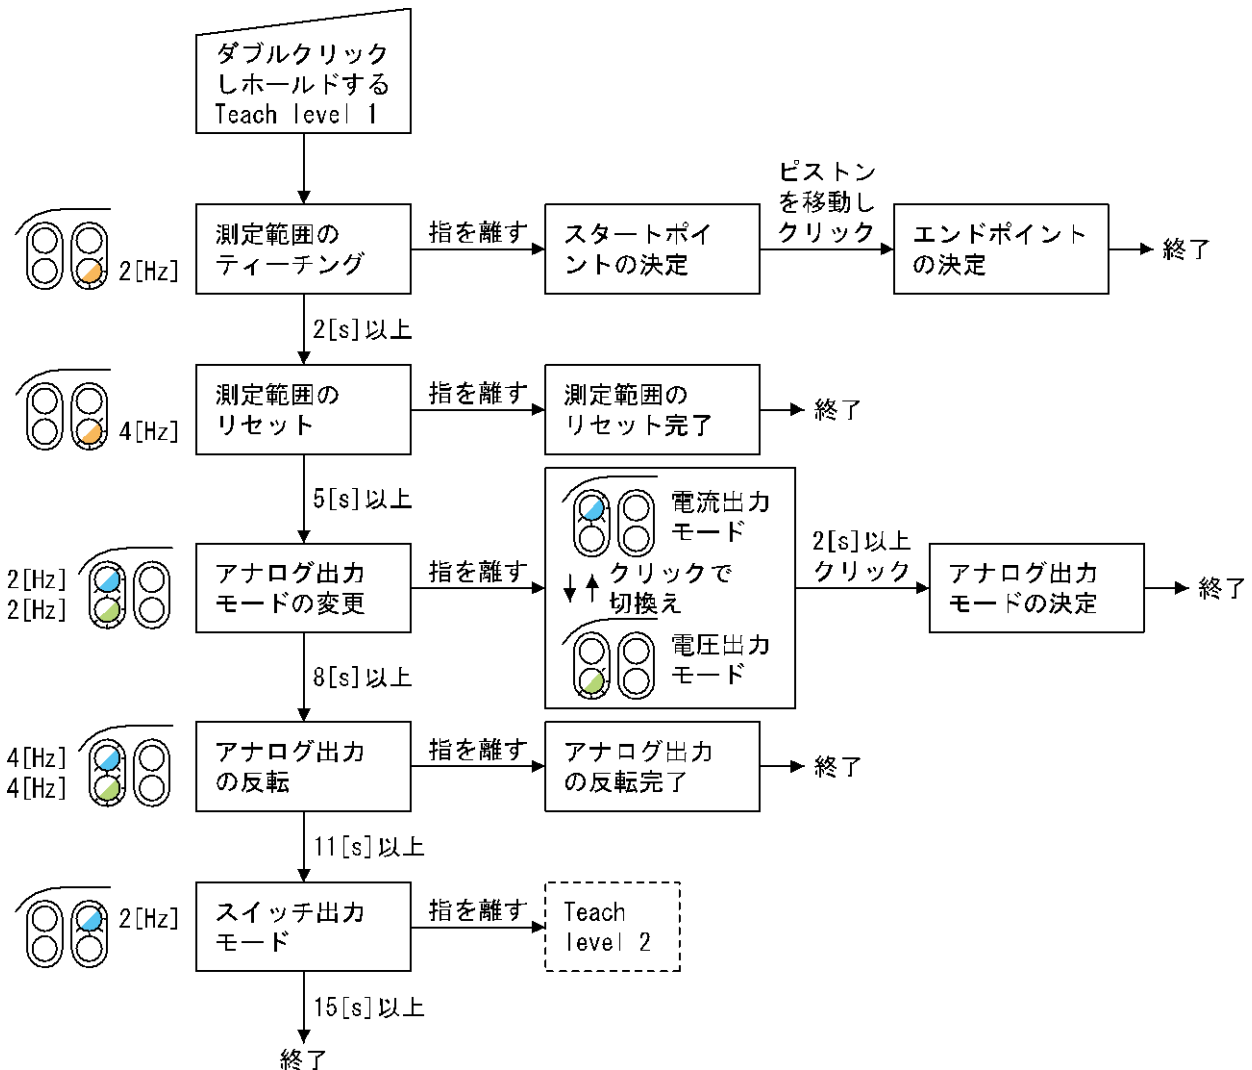 ダブルクリック
しホールドする
Teach level 1
2[Hz]
測定範囲の
ティーチング
指を離す
スタートポイ
ントの決定
ピストン
を移動し
クリック
エンドポイント
の決定
終了
2[s]以上
4[Hz]
測定範囲の
リセット
指を離す
測定範囲の
リセット完了
終了
5[s]以上
2[Hz]
2[Hz]
アナログ出力
モードの変更
指を離す
電流出力
モード
クリックで
切換え
電圧出力
モード
2[s]以上
クリック
アナログ出力
モードの決定
終了
8[s]以上
4[Hz]
4[Hz]
アナログ出力
の反転
指を離す
アナログ出力
の反転完了
終了
11[s]以上
2[Hz]
スイッチ出力
モード
指を離す
Teach
level 2
15[s]以上
終了